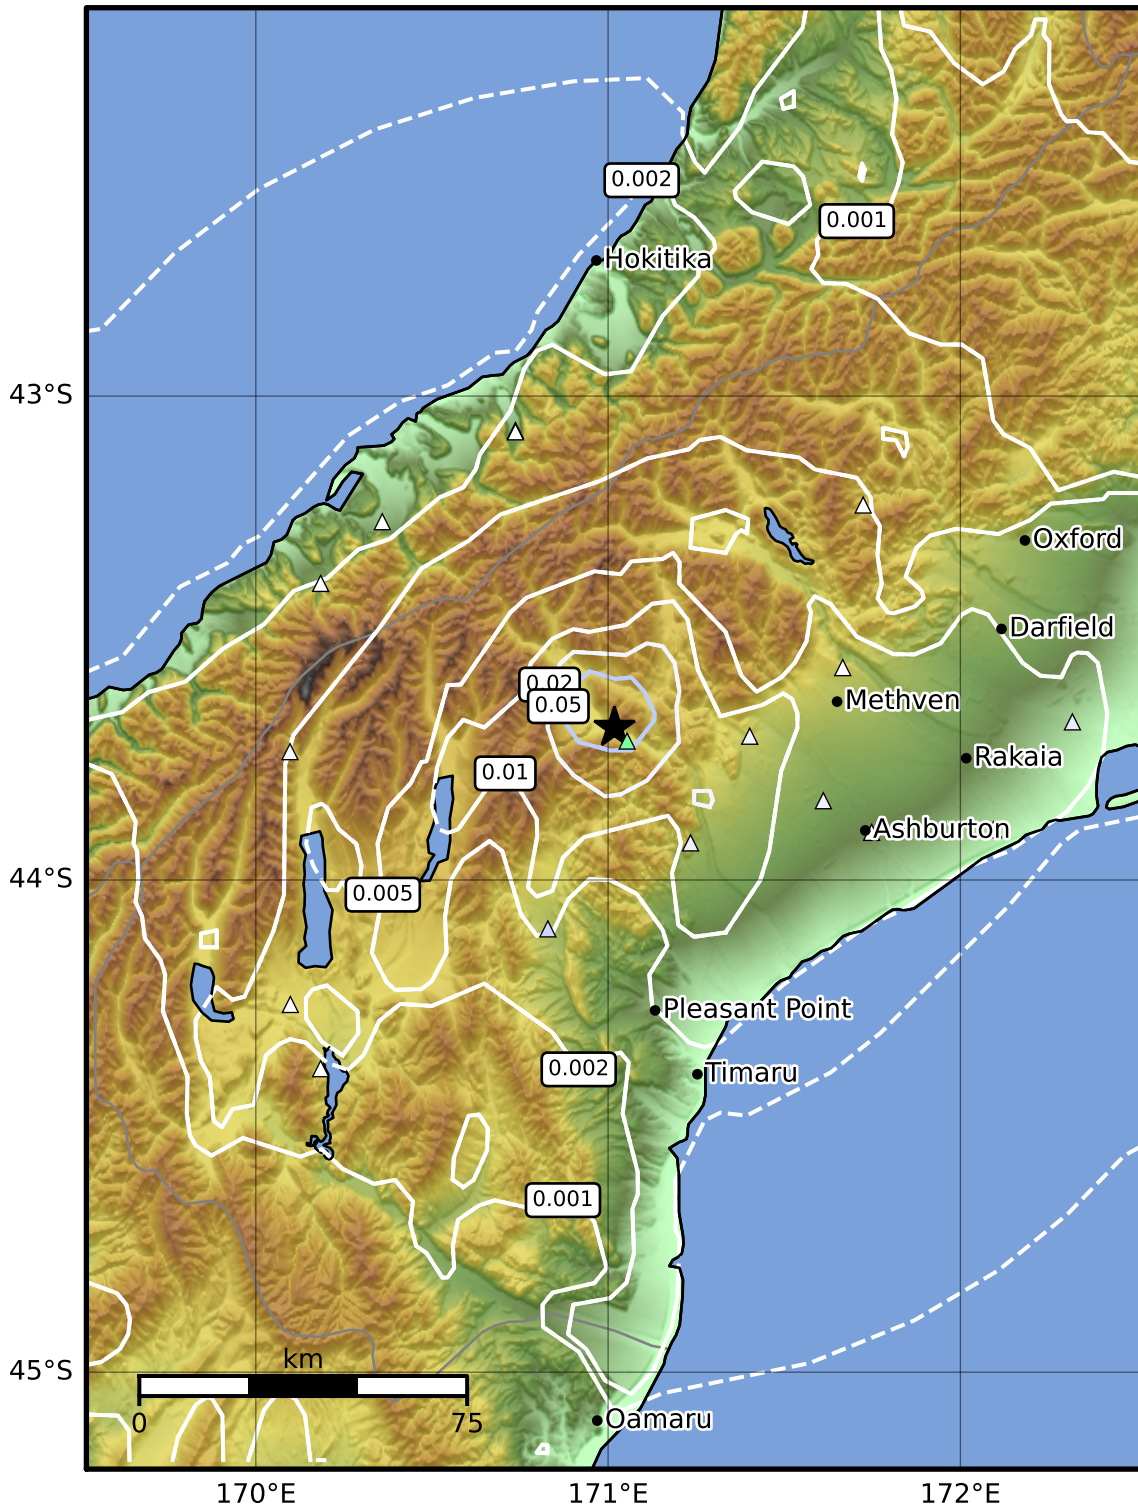 0.002
0.001
Hokitika
43°S
Oxford
Darfield
0.02
0.05
Methven
Rakaia
0.01
Ashburton
44°S
0.005
Pleasant Point
0.002
Timaru
0.001
km
0
75
45°S
Oamaru
170°E
171°E
172°E